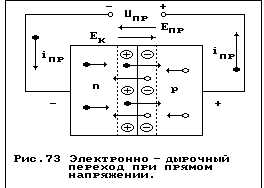 − U ПР +
E ПР
E К
i ПР i ПР
n p
− +
Рис.73 Электронно – дырочный
переход при прямом
напряжении.